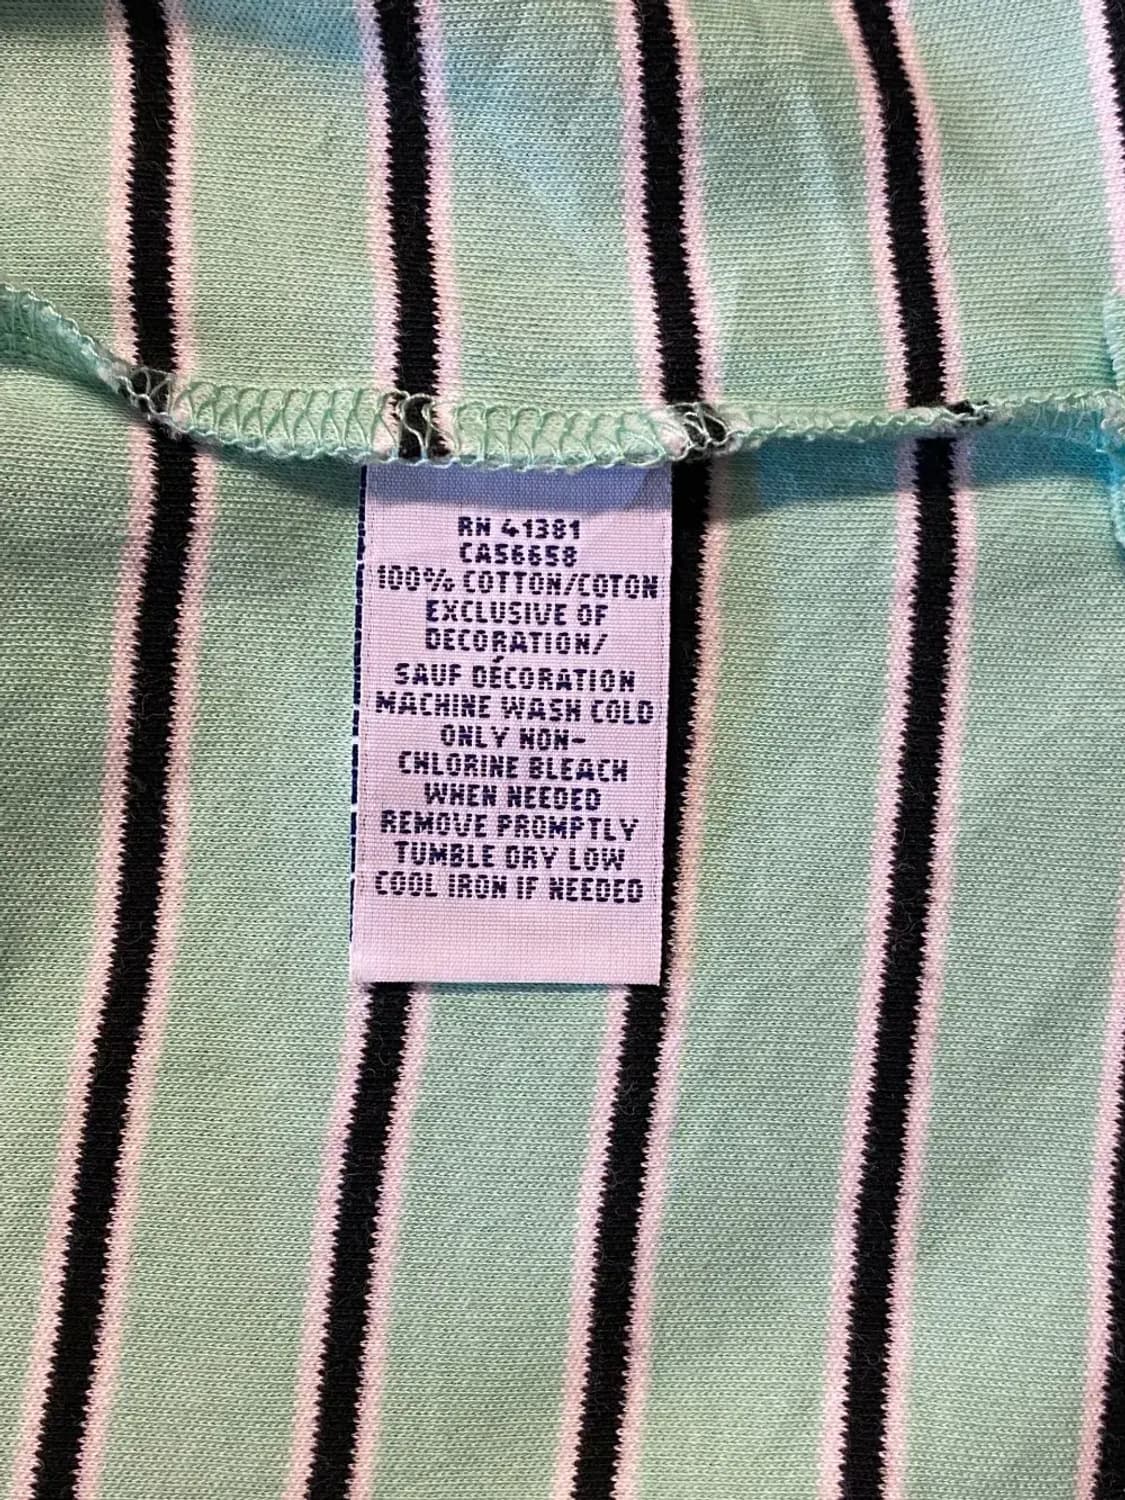 RN 41381
CA56658
100% COTTON/COTON
EXCLUSIVE OF
DECORATION/
SAUF DÉCORATION
MACHINE WASH COLD
ONLY NON-
CHLORINE BLEACH
WHEN NEEDED
REMOVE PROMPTLY
TUMBLE DRY LOW
COOL IRON IF NEEDED